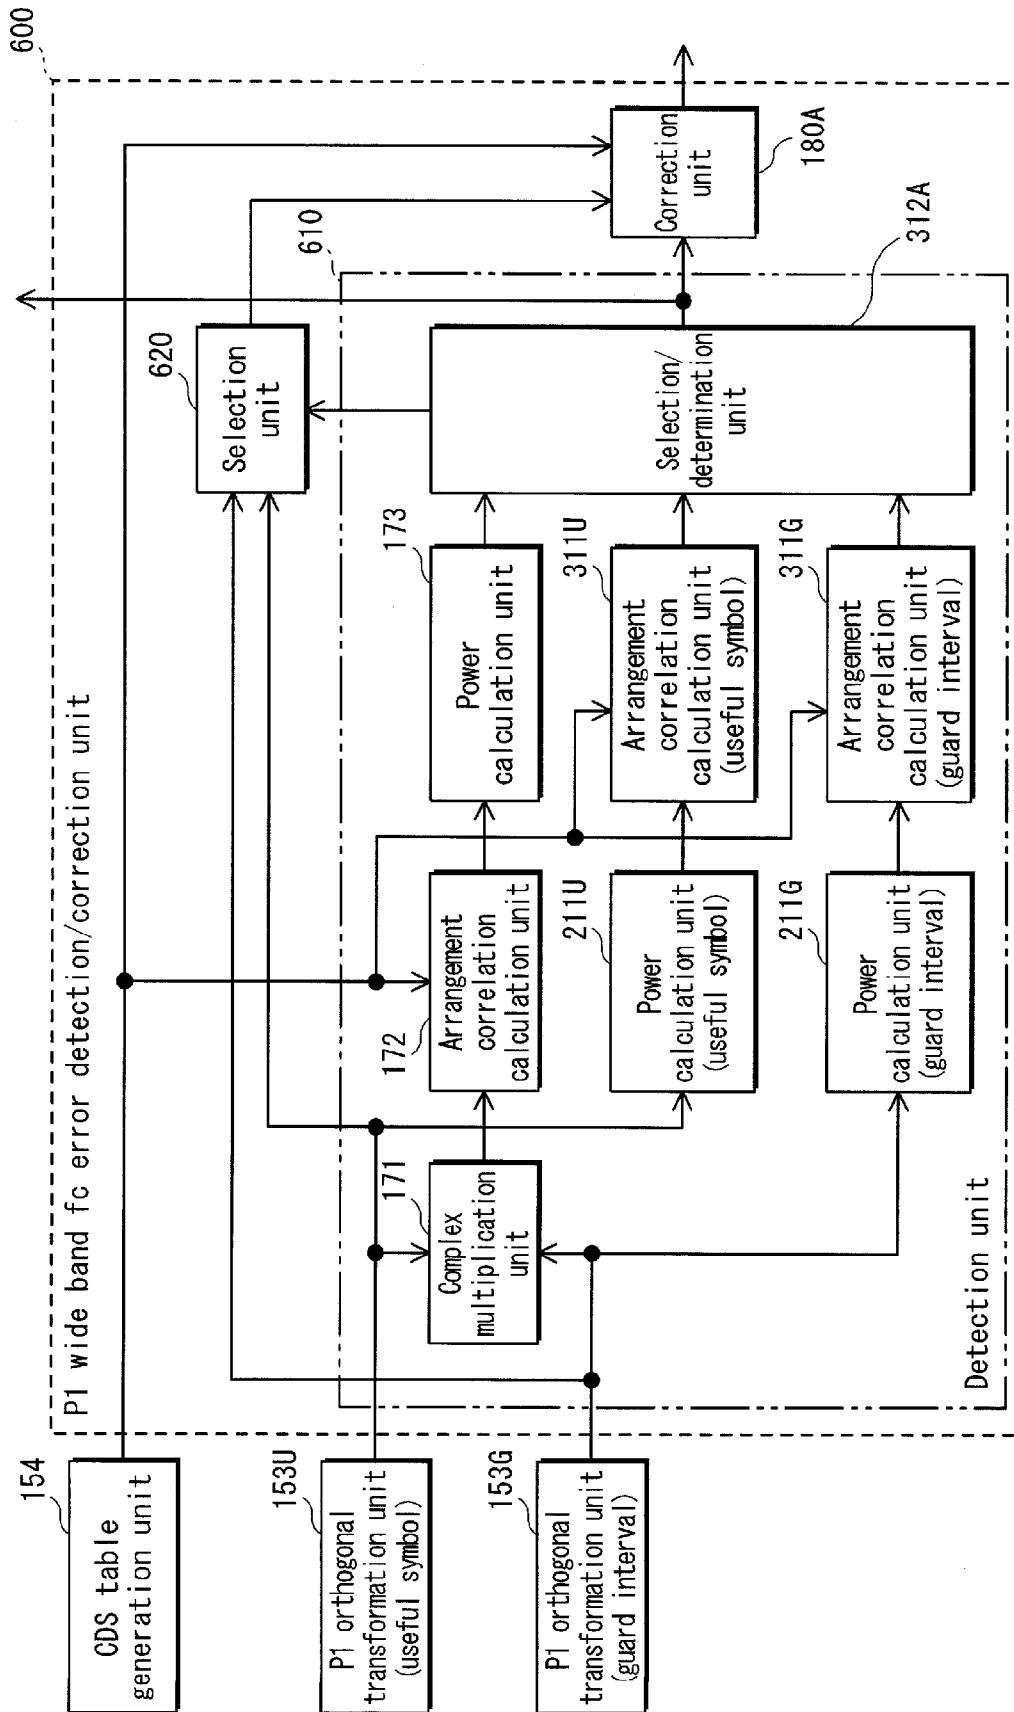 600
P1 wide band fc error detection/correction unit
154
CDS table
generation unit
153U
P1 orthogonal
transformation unit
(useful symbol)
153G
P1 orthogonal
transformation unit
(guard interval)
620
Selection
unit
610
Correction
unit
180A
171
Complex
multiplication
unit
172
Arrangement
correlation
calculation unit
173
Power
calculation unit
211U
Power
calculation unit
(useful symbol)
311U
Arrangement
correlation
calculation unit
(useful symbol)
211G
Power
calculation unit
(guard interval)
311G
Arrangement
correlation
calculation unit
(guard interval)
Selection/
determination
unit
312A
Detection unit